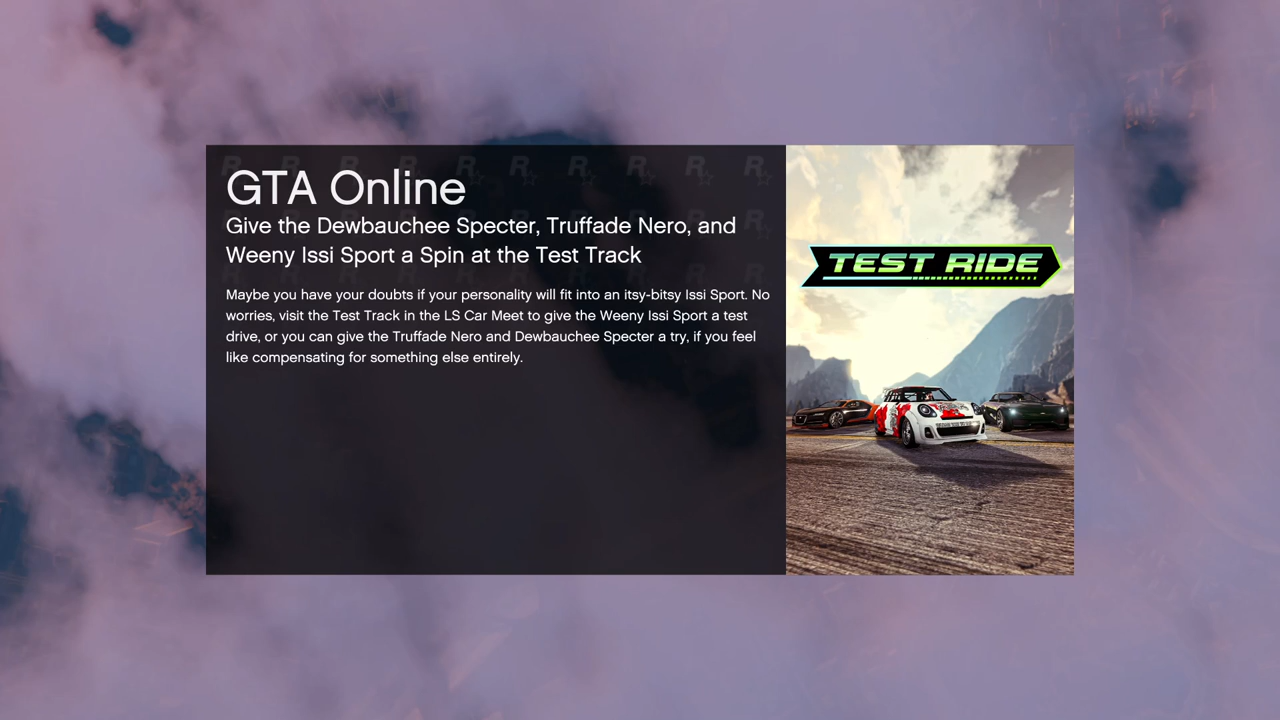 GTA Online
Give the Dewbauchee Specter, Truffade Nero, and
Weeny Issi Sport a Spin at the Test Track
Maybe you have your doubts if your personality will fit into an itsy-bitsy Issi Sport. No
worries, visit the Test Track in the LS Car Meet to give the Weeny Issi Sport a test
drive, or you can give the Truffade Nero and Dewbauchee Specter a try, if you feel
like compensating for something else entirely.
TEST RIDE